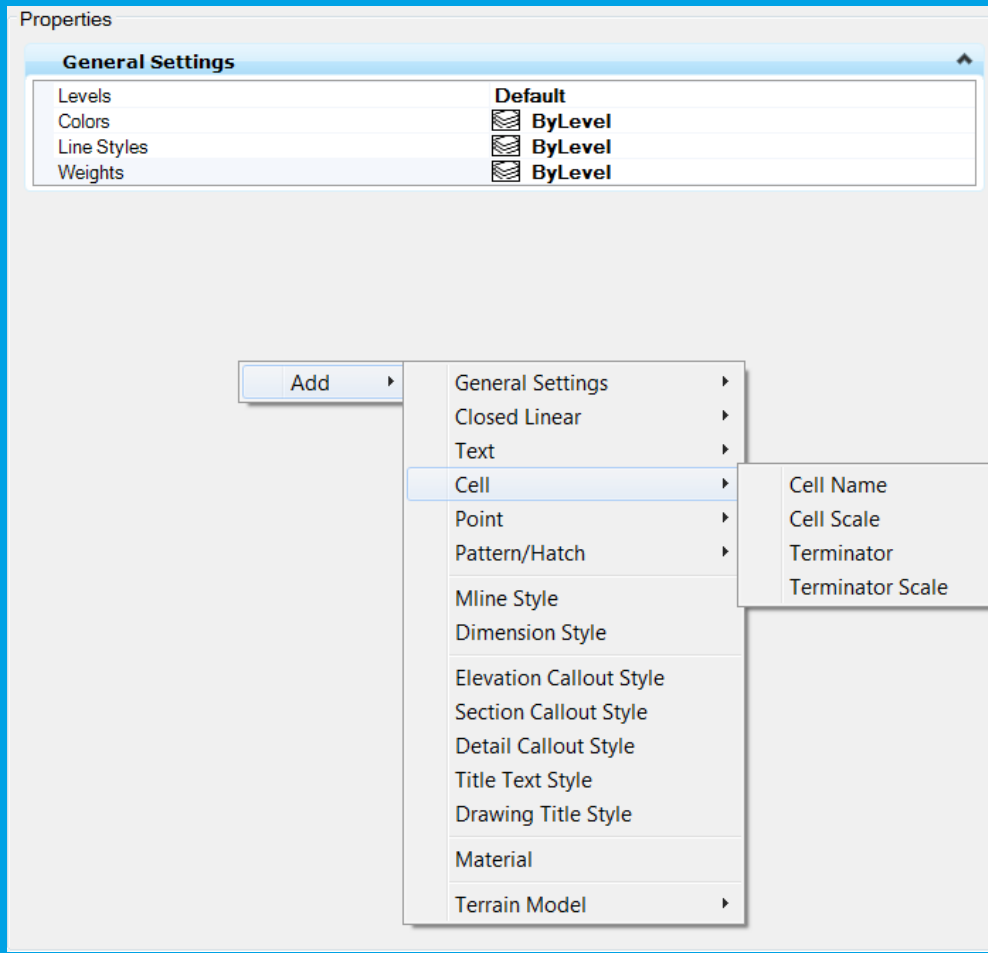 Properties
General Settings
Levels Default
Colors ByLevel
Line Styles ByLevel
Weights ByLevel
Add
General Settings
Closed Linear
Text
Cell
Point
Pattern/Hatch
Mline Style
Dimension Style
Elevation Callout Style
Section Callout Style
Detail Callout Style
Title Text Style
Drawing Title Style
Material
Terrain Model
Cell Name
Cell Scale
Terminator
Terminator Scale